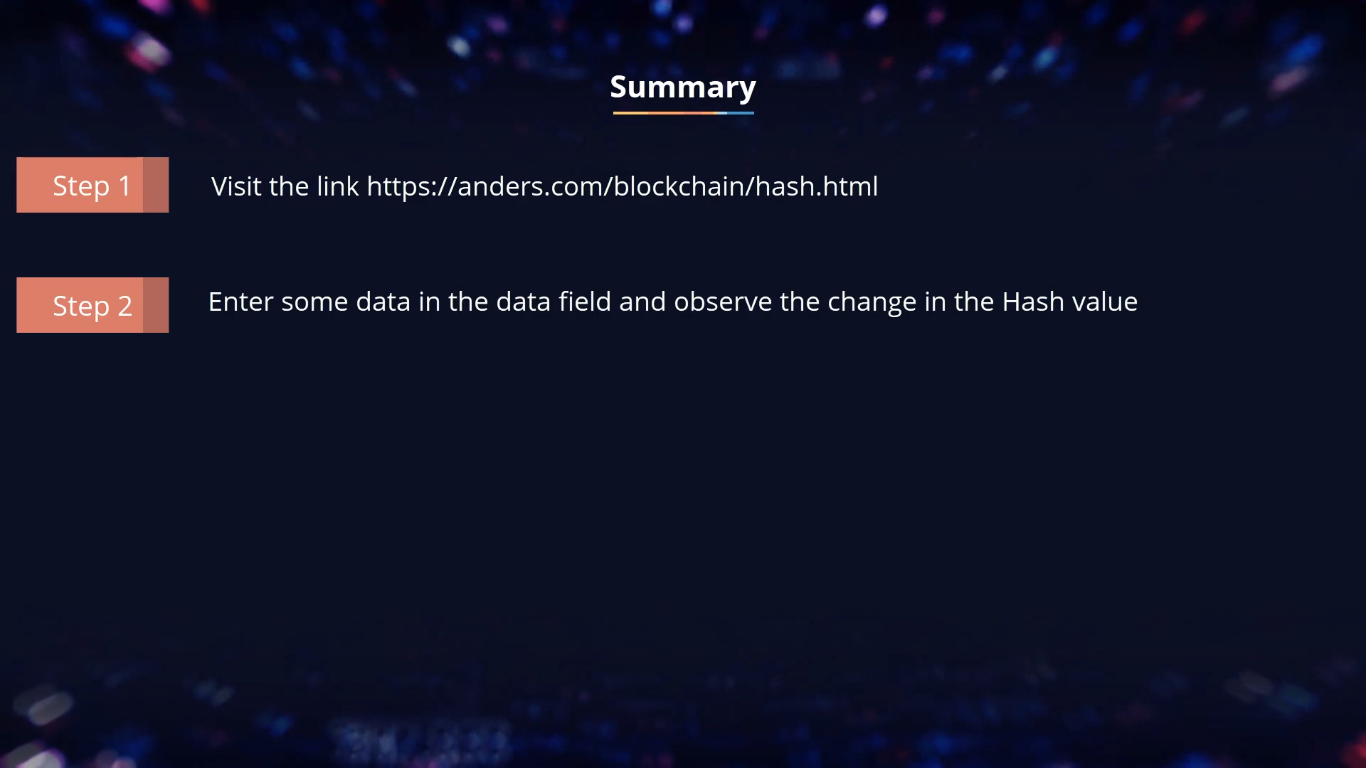 Summary
Step 1
Visit the link https://anders.com/blockchain/hash.html
Step 2
Enter some data in the data field and observe the change in the Hash value